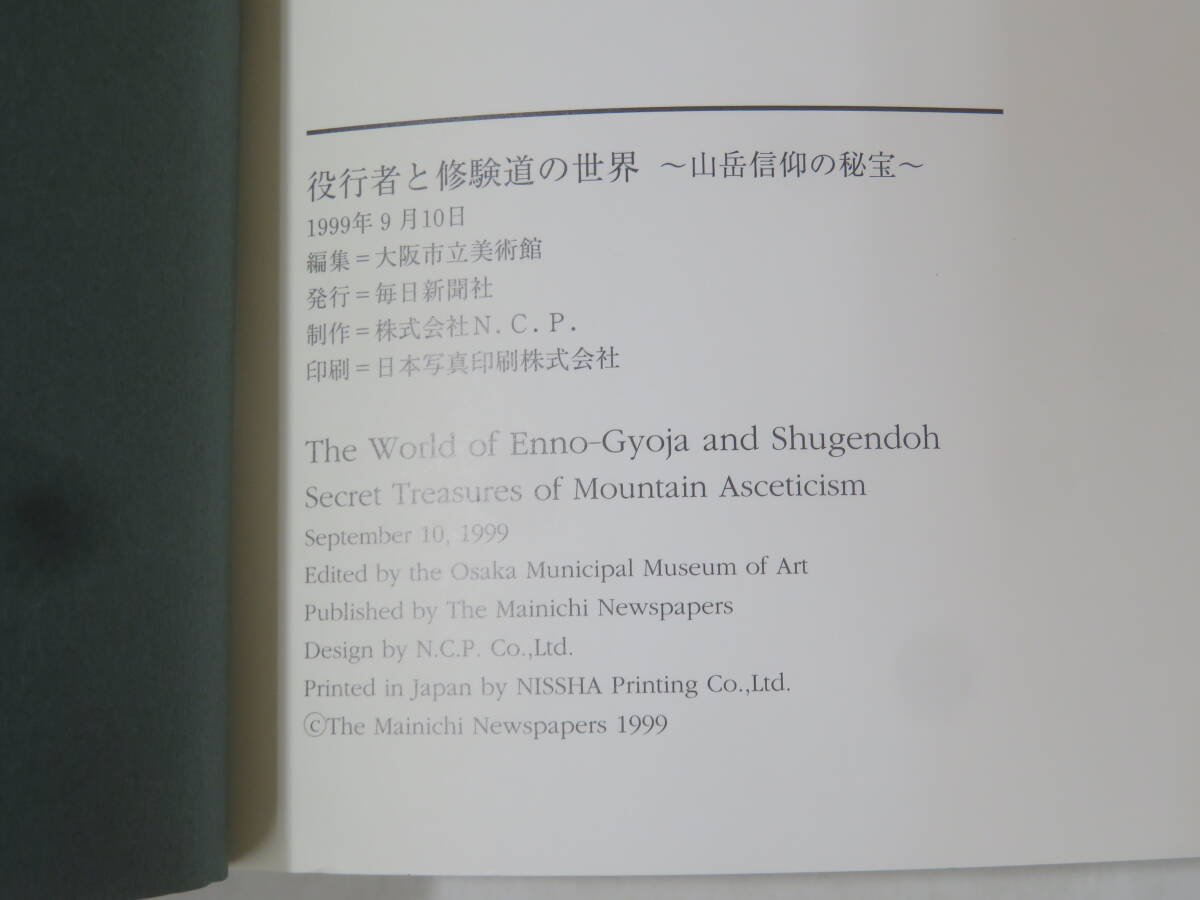 役行者と修験道の世界 ～山岳信仰の秘宝～
1999年9月10日
編集＝大阪市立美術館
発行＝毎日新聞社
制作＝株式会社N.C.P.
印刷＝日本写真印刷株式会社
The World of Enno-Gyoja and Shugendoh
Secret Treasures of Mountain Asceticism
September 10, 1999
Edited by the Osaka Municipal Museum of Art
Published by The Mainichi Newspapers
Design by N.C.P. Co.,Ltd.
Printed in Japan by NISSHA Printing Co.,Ltd.
©The Mainichi Newspapers 1999